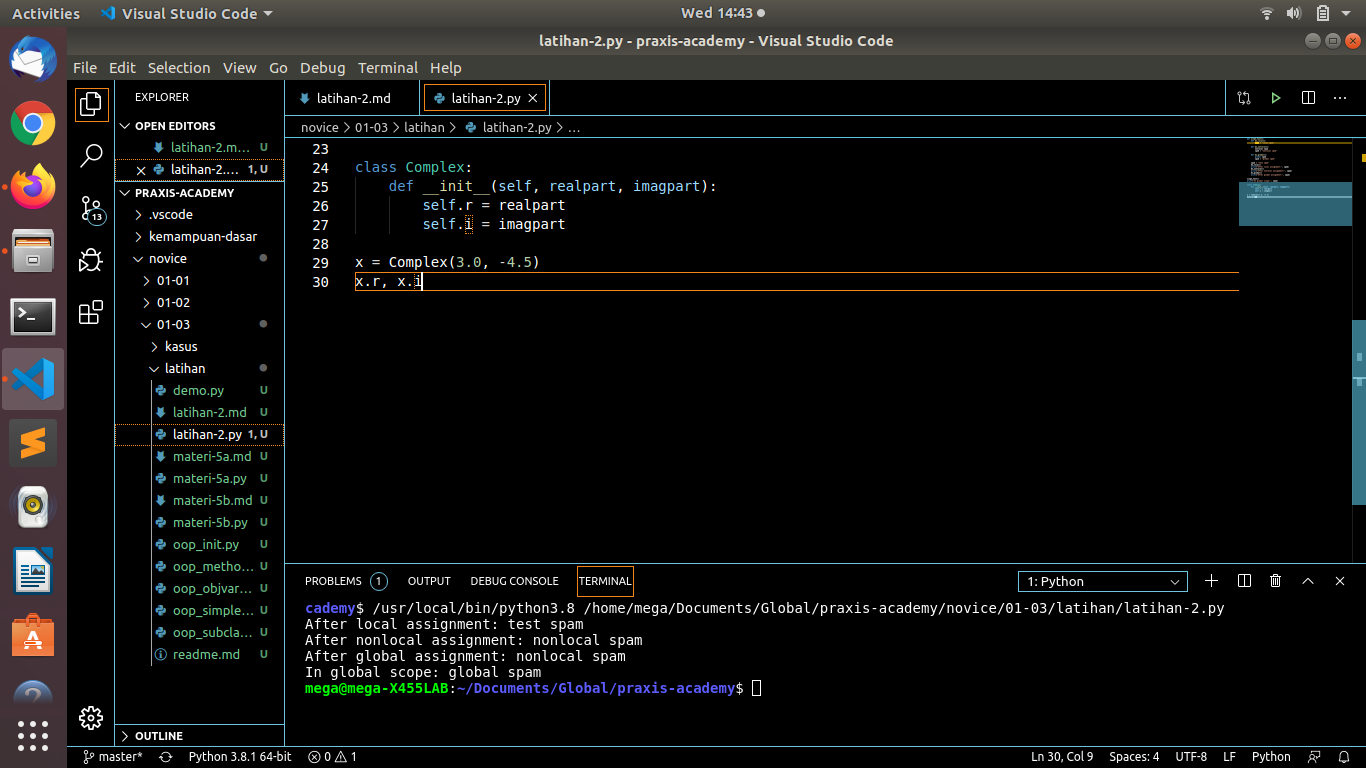 Activities Visual Studio Code Wed 14:43
latihan-2.py - praxis-academy - Visual Studio Code
File Edit Selection View Go Debug Terminal Help
EXPLORER
OPEN EDITORS
latihan-2.m... U
latihan-2.... 1, U
PRAXIS-ACADEMY
.vscode
kemampuan-dasar
novice
01-01
01-02
01-03
kasus
latihan
demo.py U
latihan-2.md U
latihan-2.py 1, U
materi-5a.md U
materi-5a.py U
materi-5b.md U
materi-5b.py U
oop_init.py U
oop_metho... U
oop_objvar... U
oop_simple... U
oop_subcla... U
readme.md U
OUTLINE
13
latihan-2.md latihan-2.py
novice > 01-03 > latihan > latihan-2.py > ...
23
24 class Complex:
25     def __init__(self, realpart, imagpart):
26         self.r = realpart
27         self.i = imagpart
28
29 x = Complex(3.0, -4.5)
30 x.r, x.i
PROBLEMS 1 OUTPUT DEBUG CONSOLE TERMINAL 1: Python
cademy$ /usr/local/bin/python3.8 /home/mega/Documents/Global/praxis-academy/novice/01-03/latihan/latihan-2.py
After local assignment: test spam
After nonlocal assignment: nonlocal spam
After global assignment: nonlocal spam
In global scope: global spam
mega@mega-X455LAB:~/Documents/Global/praxis-academy$
master* Python 3.8.1 64-bit 0 1 Ln 30, Col 9 Spaces: 4 UTF-8 LF Python